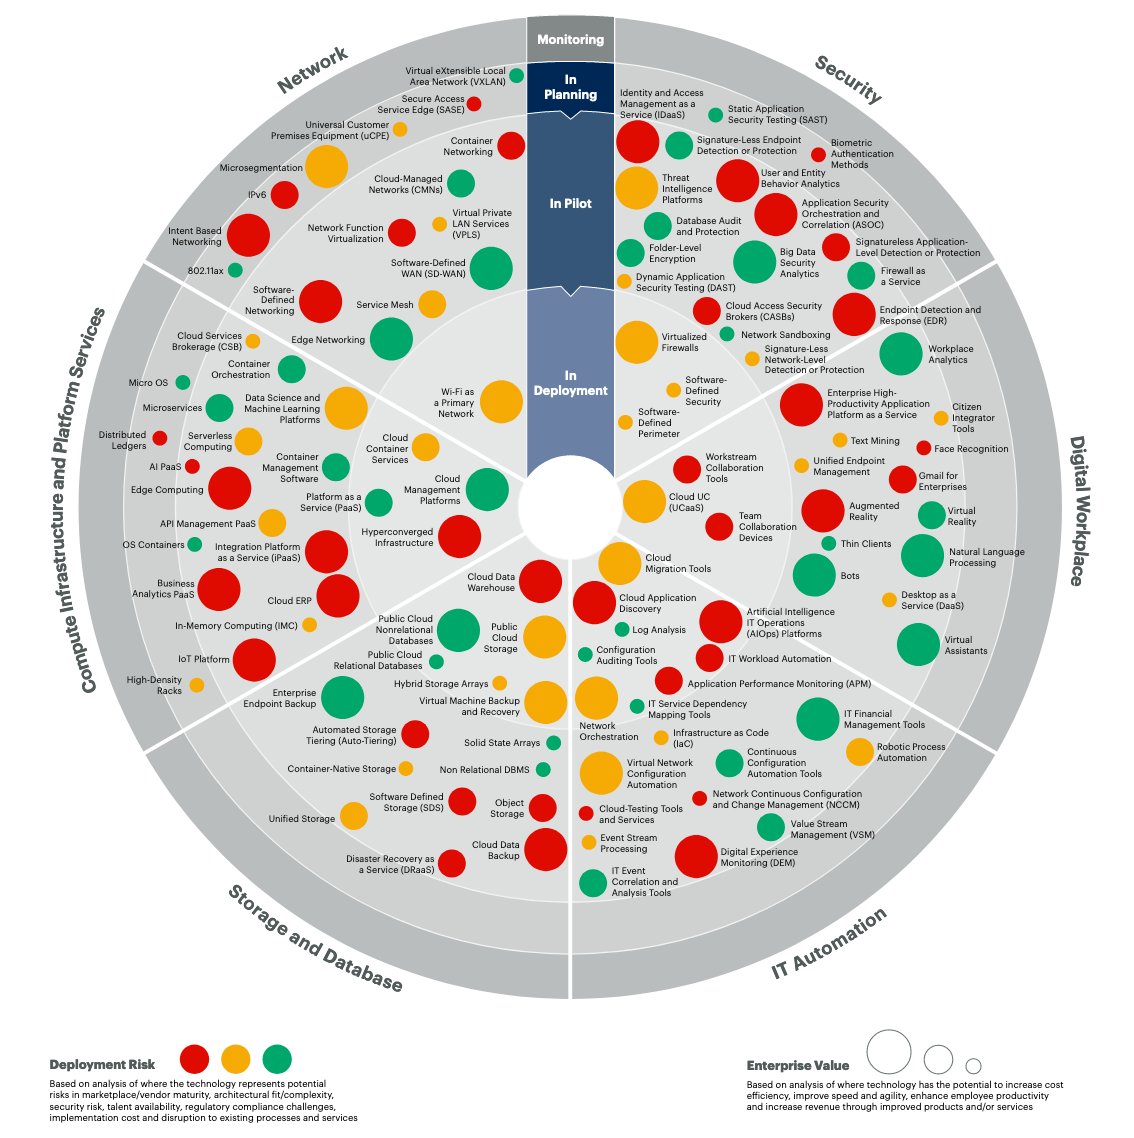 Monitoring
In
Planning
In Pilot
In
Deployment
Network
Virtual eXtensible Local
Area Network (VXLAN)
Secure Access
Service Edge (SASE)
Universal Customer
Premises Equipment (uCPE)
Container
Networking
Microsegmentation
Cloud-Managed
Networks (CMNs)
IPv6
Virtual Private
LAN Services
(VPLS)
Intent Based
Networking
Network Function
Virtualization
802.11ax
Software-Defined
WAN (SD-WAN)
Software-
Defined
Networking
Service Mesh
Edge Networking
Wi-Fi as
a Primary
Network
Security
Identity and Access
Management as a
Service (IDaaS)
Static Application
Security Testing (SAST)
Signature-Less Endpoint
Detection or Protection
Biometric
Authentication
Methods
Threat
Intelligence
Platforms
User and Entity
Behavior Analytics
Application Security
Orchestration and
Correlation (ASOC)
Database Audit
and Protection
Folder-Level
Encryption
Big Data
Security
Analytics
Signatureless Application-
Level Detection or Protection
Firewall as
a Service
Dynamic Application
Security Testing (DAST)
Cloud Access Security
Brokers (CASBs)
Endpoint Detection and
Response (EDR)
Virtualized
Firewalls
Network Sandboxing
Signature-Less
Network-Level
Detection or Protection
Software-
Defined
Security
Software-
Defined
Perimeter
Digital Workplace
Workplace
Analytics
Enterprise High-
Productivity Application
Platform as a Service
Citizen
Integrator
Tools
Text Mining
Face Recognition
Unified Endpoint
Management
Gmail for
Enterprises
Workstream
Collaboration
Tools
Cloud UC
(UCaaS)
Team
Collaboration
Devices
Augmented
Reality
Virtual
Reality
Thin Clients
Natural Language
Processing
Bots
Desktop as a
Service (DaaS)
Virtual
Assistants
IT Automation
Cloud
Migration Tools
Cloud Application
Discovery
Artificial Intelligence
IT Operations
(AIOps) Platforms
Log Analysis
Configuration
Auditing Tools
IT Workload Automation
Application Performance Monitoring (APM)
IT Service Dependency
Mapping Tools
Network
Orchestration
IT Financial
Management Tools
Infrastructure as Code
(IaC)
Robotic Process
Automation
Virtual Network
Configuration
Automation
Continuous
Configuration
Automation Tools
Network Continuous Configuration
and Change Management (NCCM)
Cloud-Testing Tools
and Services
Value Stream
Management (VSM)
Event Stream
Processing
Digital Experience
Monitoring (DEM)
IT Event
Correlation and
Analysis Tools
Storage and Database
Cloud Data
Warehouse
Public Cloud
Nonrelational
Databases
Public
Cloud
Storage
Public Cloud
Relational Databases
Hybrid Storage Arrays
Enterprise
Endpoint Backup
Virtual Machine Backup
and Recovery
Automated Storage
Tiering (Auto-Tiering)
Solid State Arrays
Container-Native Storage
Non Relational DBMS
Software Defined
Storage (SDS)
Object
Storage
Unified Storage
Cloud Data
Backup
Disaster Recovery as
a Service (DRaaS)
Compute Infrastructure and Platform Services
Cloud Services
Brokerage (CSB)
Container
Orchestration
Micro OS
Microservices
Data Science and
Machine Learning
Platforms
Distributed
Ledgers
Serverless
Computing
Cloud
Container
Services
AI PaaS
Container
Management
Software
Edge Computing
Platform as a
Service (PaaS)
Cloud
Management
Platforms
API Management PaaS
Hyperconverged
Infrastructure
OS Containers
Integration Platform
as a Service (iPaaS)
Business
Analytics PaaS
Cloud ERP
In-Memory Computing (IMC)
IoT Platform
High-Density
Racks
Deployment Risk
Based on analysis of where the technology represents potential
risks in marketplace/vendor maturity, architectural fit/complexity,
security risk, talent availability, regulatory compliance challenges,
implementation cost and disruption to existing processes and services
Enterprise Value
Based on analysis of where technology has the potential to increase cost
efficiency, improve speed and agility, enhance employee productivity
and increase revenue through improved products and/or services